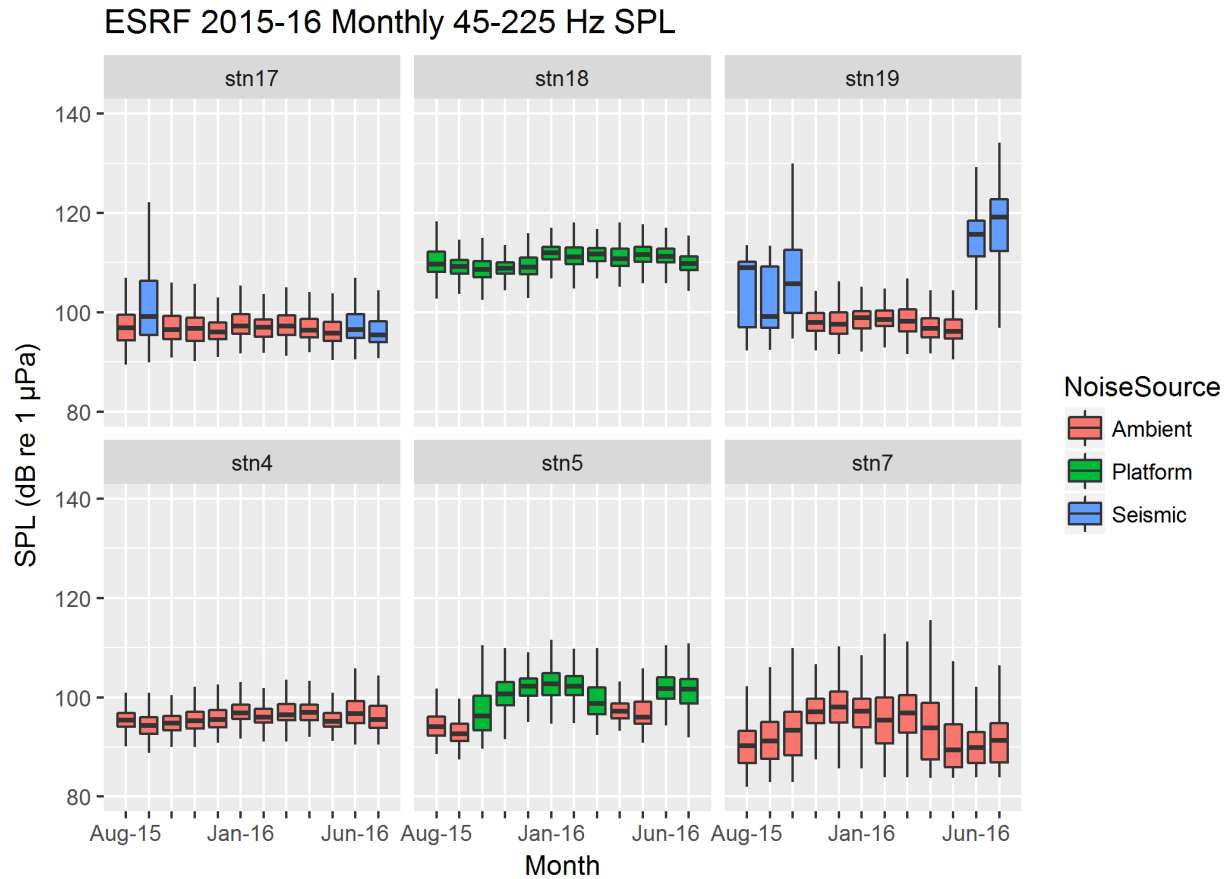 ESRF 2015-16 Monthly 45-225 Hz SPL
stn17 stn18 stn19
140
120
100
80
stn4 stn5 stn7
140
120
100
80
Aug-15 Jan-16 Jun-16 Aug-15 Jan-16 Jun-16 Aug-15 Jan-16 Jun-16
Month
SPL (dB re 1 µPa)
NoiseSource
Ambient
Platform
Seismic